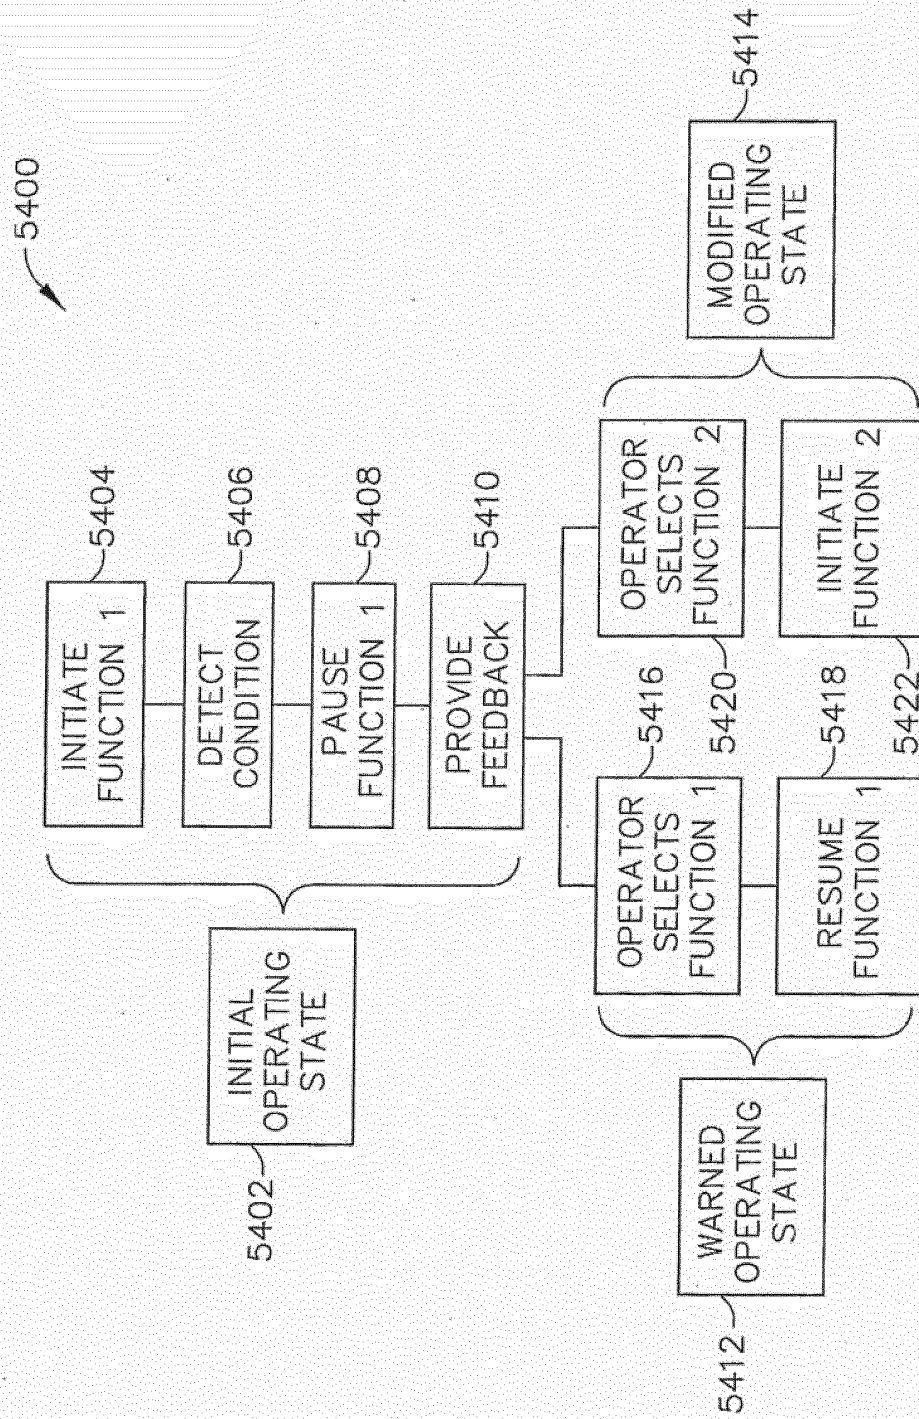 5400
INITIATE
FUNCTION 1
5404
DETECT
CONDITION
5406
PAUSE
FUNCTION 1
5408
PROVIDE
FEEDBACK
5410
INITIAL
OPERATING
STATE
5402
OPERATOR
SELECTS
FUNCTION 1
5416
RESUME
FUNCTION 1
5418
WARNED
OPERATING
STATE
5412
OPERATOR
SELECTS
FUNCTION 2
5420
INITIATE
FUNCTION 2
5422
MODIFIED
OPERATING
STATE
5414